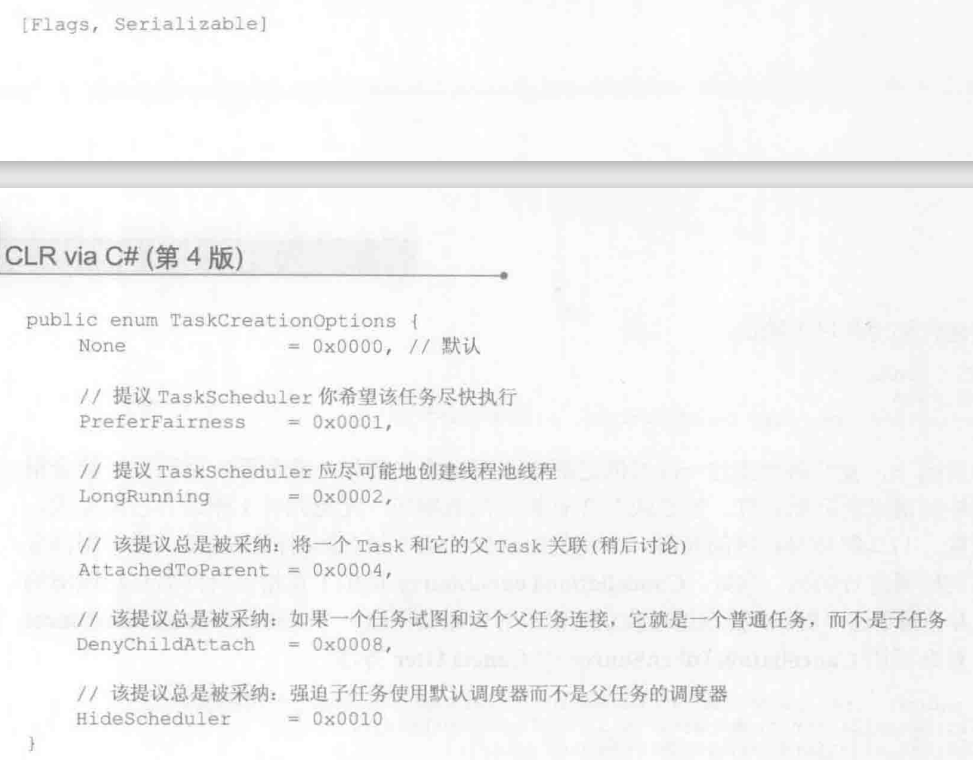 [Flags, Serializable]
CLR via C# (第 4 版)
public enum TaskCreationOptions {
None = 0x0000, // 默认
// 提议 TaskScheduler 你希望该任务尽快执行
PreferFairness = 0x0001,
// 提议 TaskScheduler 应尽可能地创建线程池线程
LongRunning = 0x0002,
// 该提议总是被采纳：将一个 Task 和它的父 Task 关联(稍后讨论)
AttachedToParent = 0x0004,
// 该提议总是被采纳：如果一个任务试图和这个父任务连接，它就是一个普通任务，而不是子任务
DenyChildAttach = 0x0008,
// 该提议总是被采纳：强迫子任务使用默认调度器而不是父任务的调度器
HideScheduler = 0x0010
}